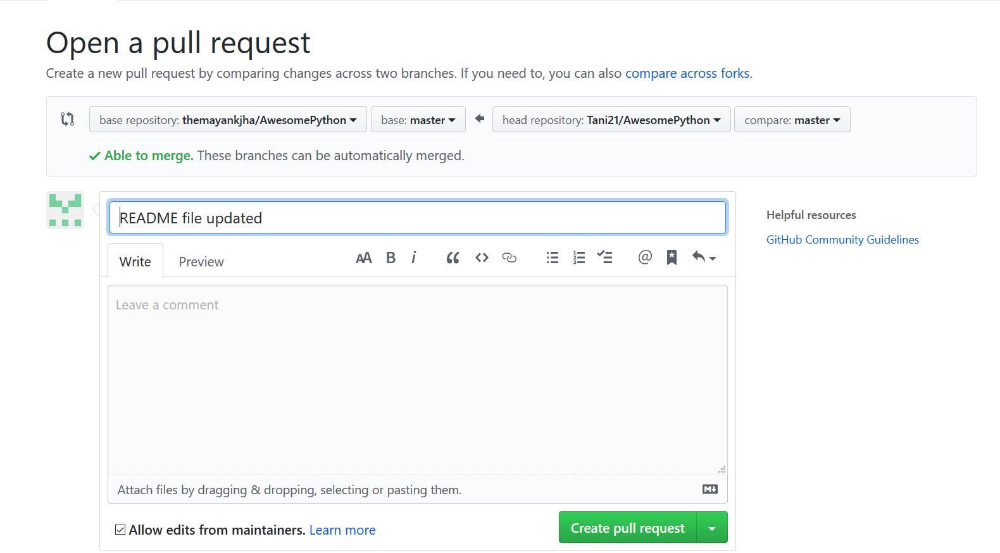 Open a pull request
Create a new pull request by comparing changes across two branches. If you need to, you can also compare across forks.
base repository: themayankjha/AwesomePython base: master head repository: Tani21/AwesomePython compare: master
Able to merge. These branches can be automatically merged.
README file updated
Helpful resources
GitHub Community Guidelines
Write Preview AA B i @
Leave a comment
Attach files by dragging & dropping, selecting or pasting them.
Allow edits from maintainers. Learn more
Create pull request